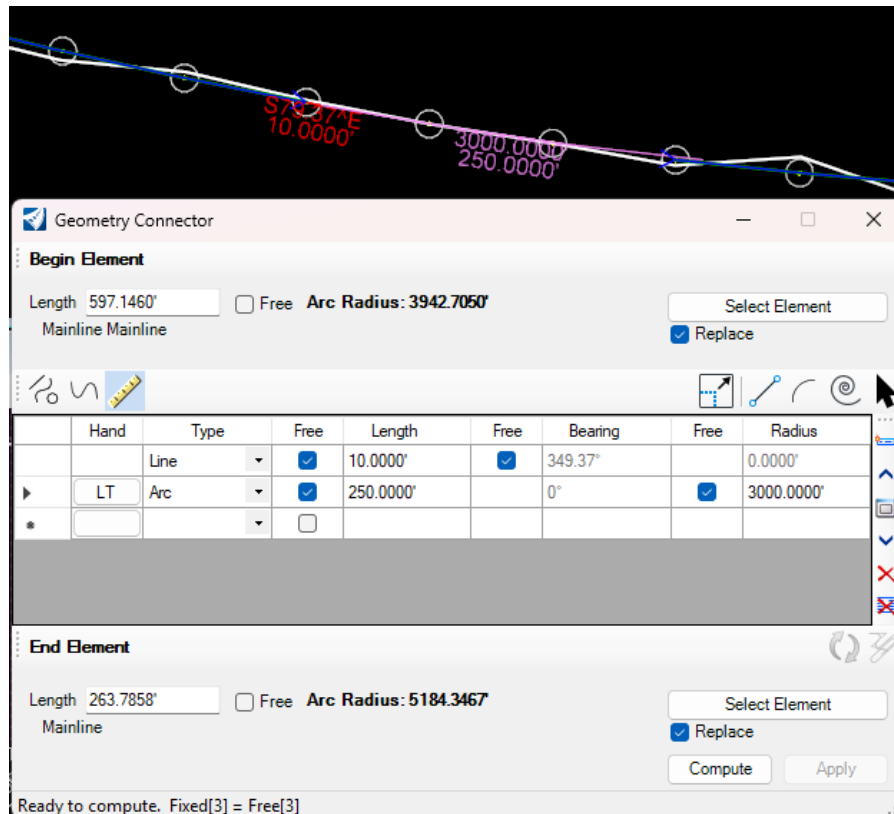 S79.37^E
10.0000'
3000.0000'
250.0000'
Geometry Connector
Begin Element
Length 597.1460' Free Arc Radius: 3942.7050'
Select Element
Mainline Mainline
Replace
Hand Type Free Length Free Bearing Free Radius
Line 10.0000' 349.37° 0.0000'
LT Arc 250.0000' 0° 3000.0000'
End Element
Length 263.7858' Free Arc Radius: 5184.3467'
Select Element
Mainline
Replace
Compute Apply
Ready to compute. Fixed[3] = Free[3]